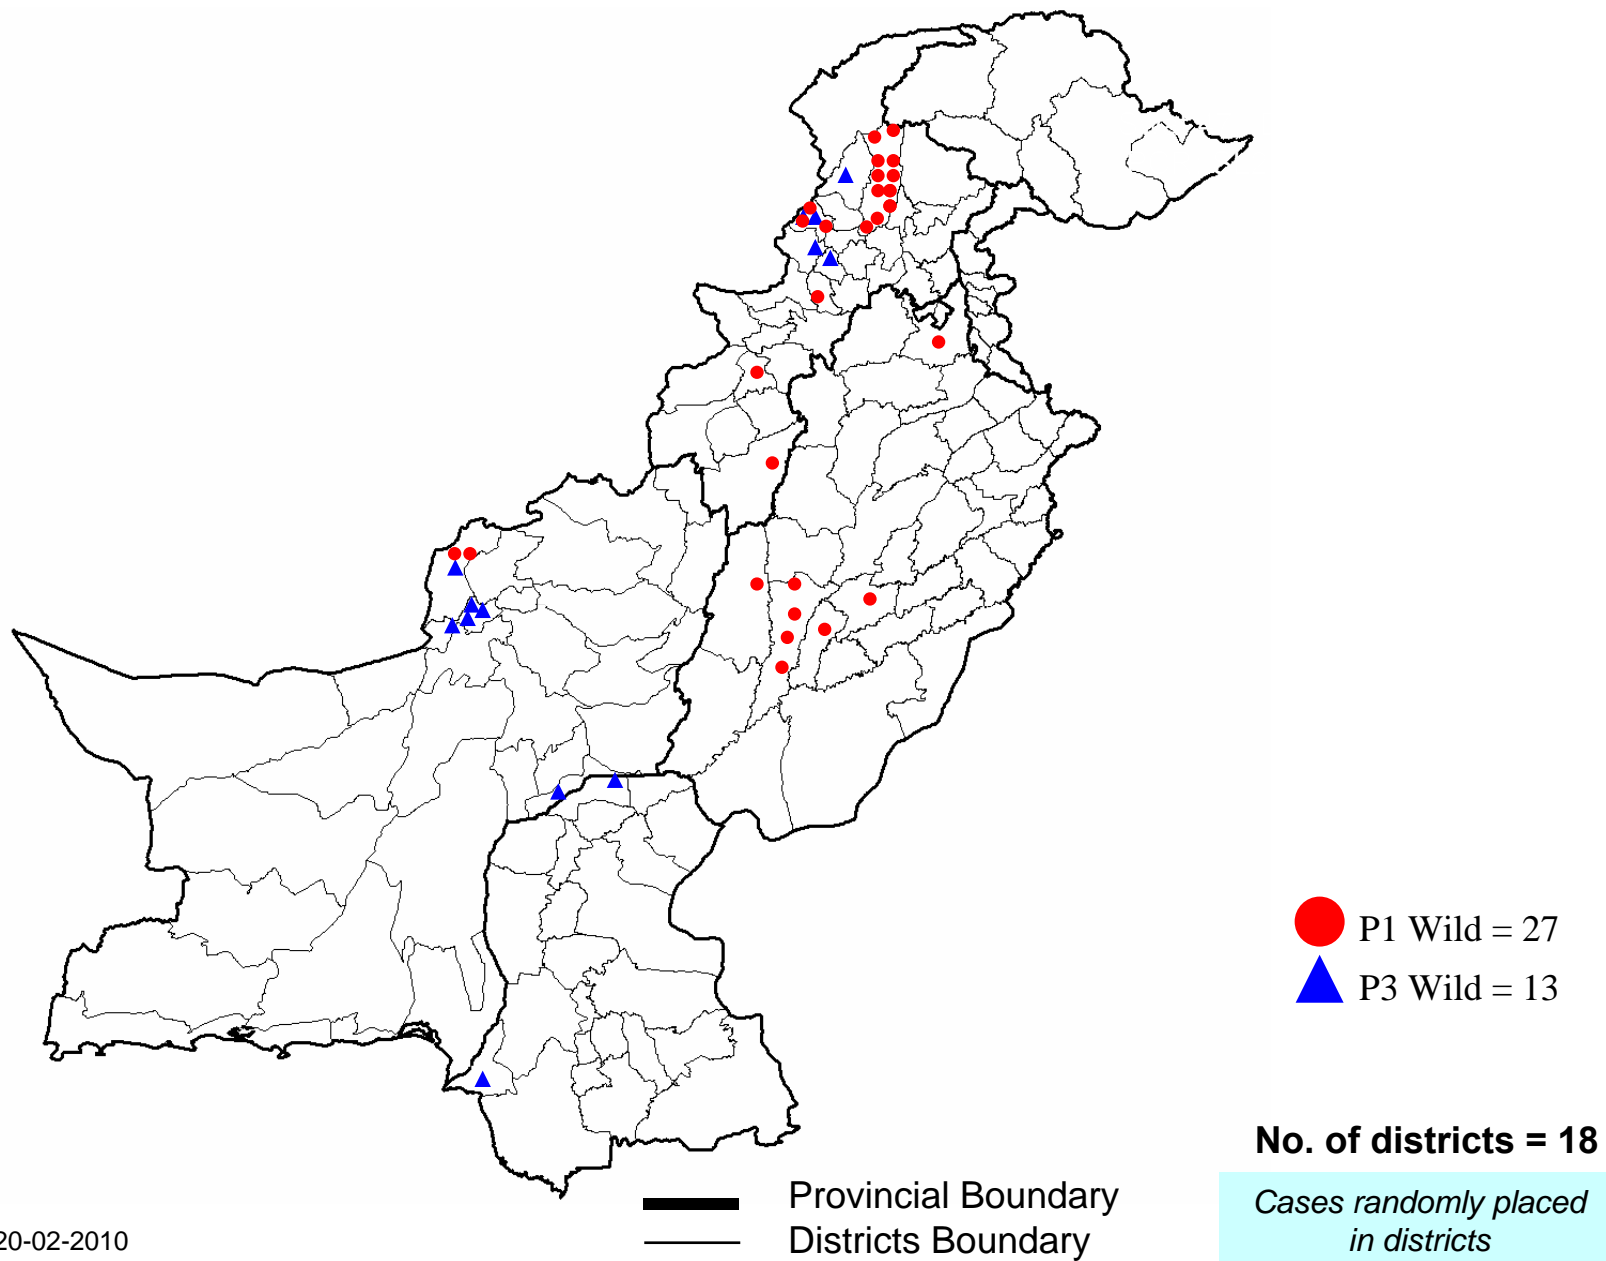 P1 Wild = 27
P3 Wild = 13
No. of districts = 18
Cases randomly placed
in districts
Provincial Boundary
Districts Boundary
20-02-2010